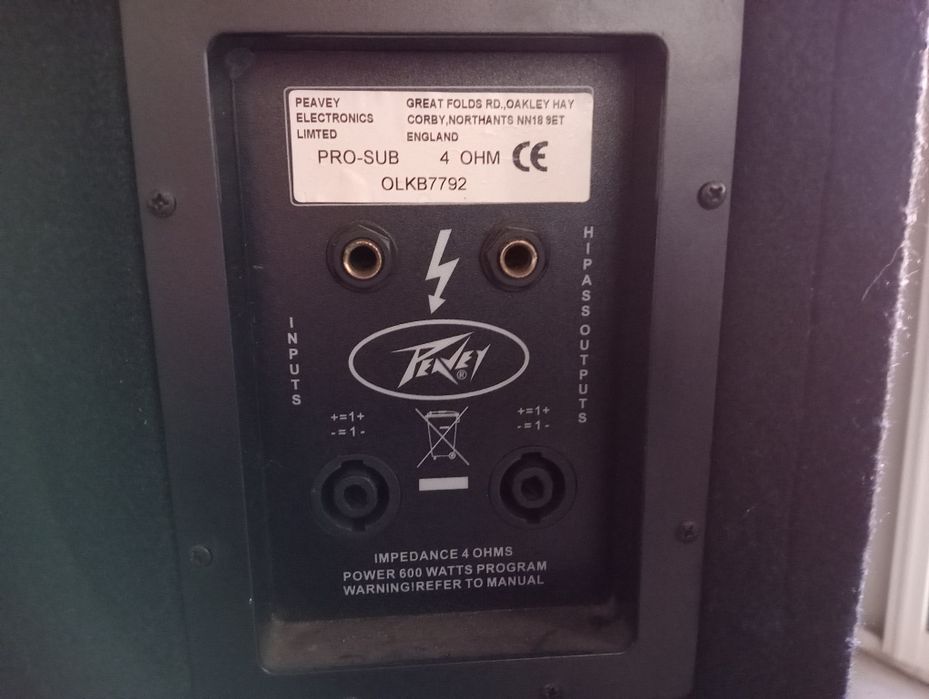 PEAVEY GREAT FOLDS RD.,OAKLEY HAY
ELECTRONICS CORBY,NORTHANTS NN18 9ET
LIMTED ENGLAND
PRO-SUB 4 OHM CE
OLKB7792
INPUTS
HIPASS OUTPUTS
PEAVEY®
+=1+
-=1-
+=1+
-=1-
IMPEDANCE 4 OHMS
POWER 600 WATTS PROGRAM
WARNING!REFER TO MANUAL